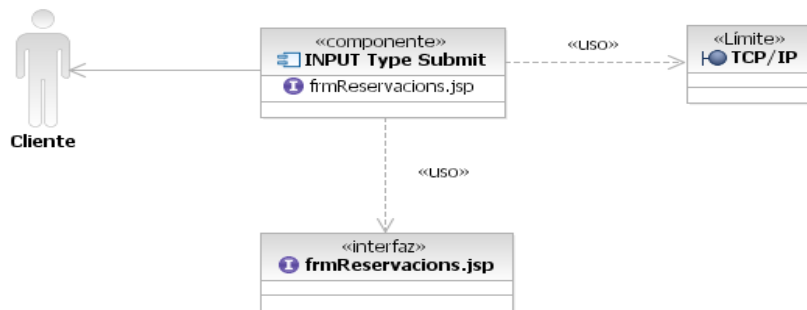 Cliente
«componente»
INPUT Type Submit
frmReservacions.jsp
«uso»
«Límite»
TCP/IP
«uso»
«interfaz»
frmReservacions.jsp